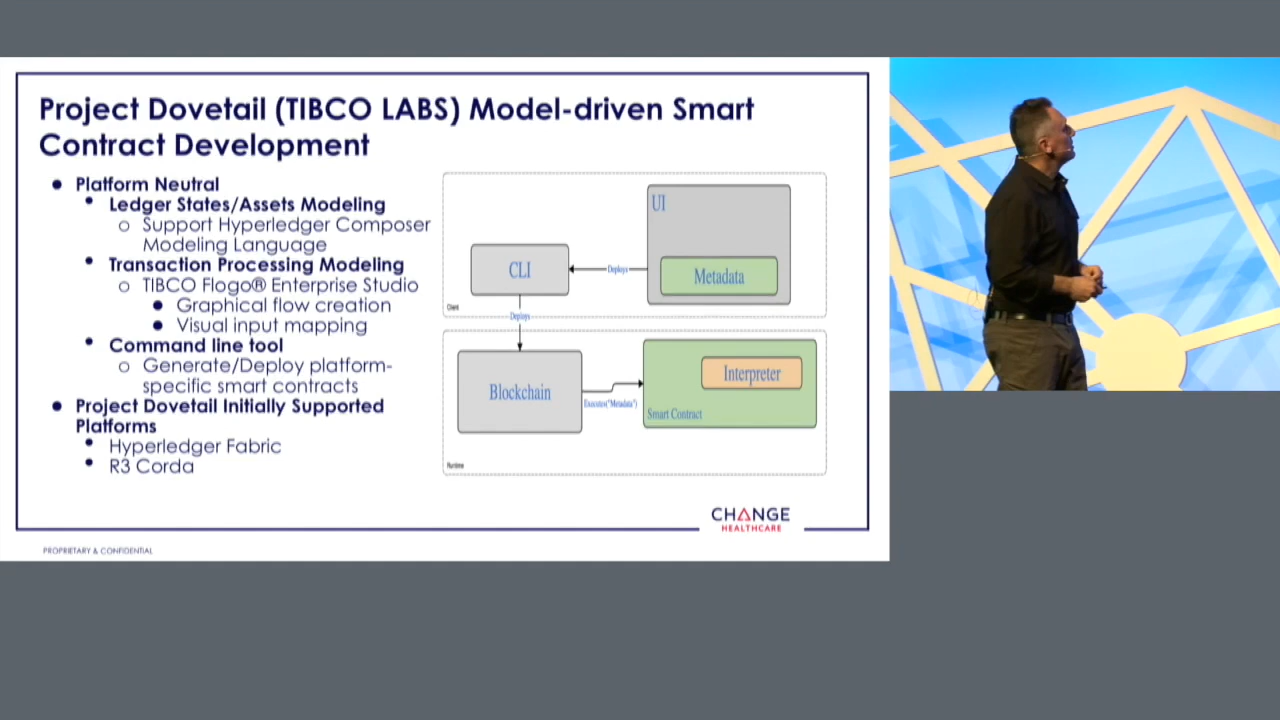 Project Dovetail (TIBCO LABS) Model-driven Smart
Contract Development
● Platform Neutral
• Ledger States/Assets Modeling
○ Support Hyperledger Composer
Modeling Language
• Transaction Processing Modeling
○ TIBCO Flogo® Enterprise Studio
● Graphical flow creation
● Visual input mapping
• Command line tool
○ Generate/Deploy platform-
specific smart contracts
● Project Dovetail Initially Supported
Platforms
• Hyperledger Fabric
• R3 Corda
UI
CLI
Deploys
Metadata
Client
Deploys
Blockchain
Execute("Metadata")
Interpreter
Smart Contract
Runtime
CHANGE
HEALTHCARE
PROPRIETARY & CONFIDENTIAL